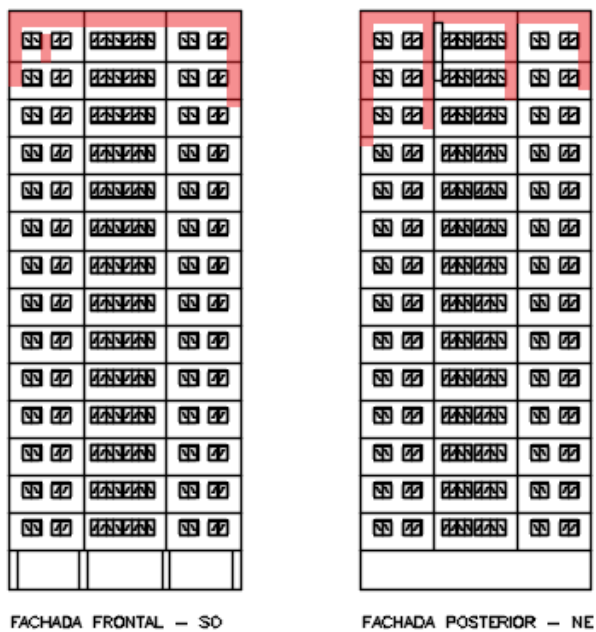 FACHADA FRONTAL — SO
FACHADA POSTERIOR — NE